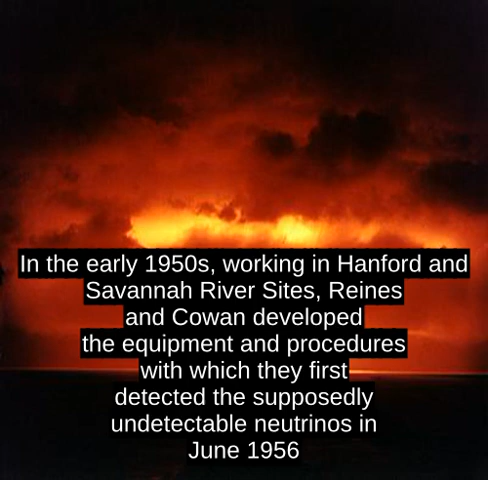 In the early 1950s, working in Hanford and
Savannah River Sites, Reines
and Cowan developed
the equipment and procedures
with which they first
detected the supposedly
undetectable neutrinos in
June 1956